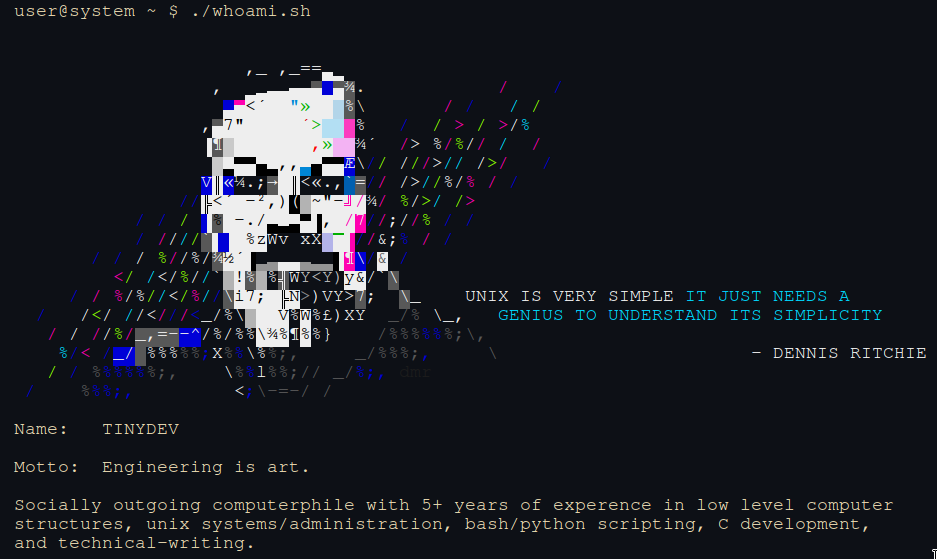 user@system ~ $ ./whoami.sh
UNIX IS VERY SIMPLE IT JUST NEEDS A
GENIUS TO UNDERSTAND ITS SIMPLICITY
- DENNIS RITCHIE
dmr
Name: TINYDEV
Motto: Engineering is art.
Socially outgoing computerphile with 5+ years of experence in low level computer
structures, unix systems/administration, bash/python scripting, C development,
and technical-writing.